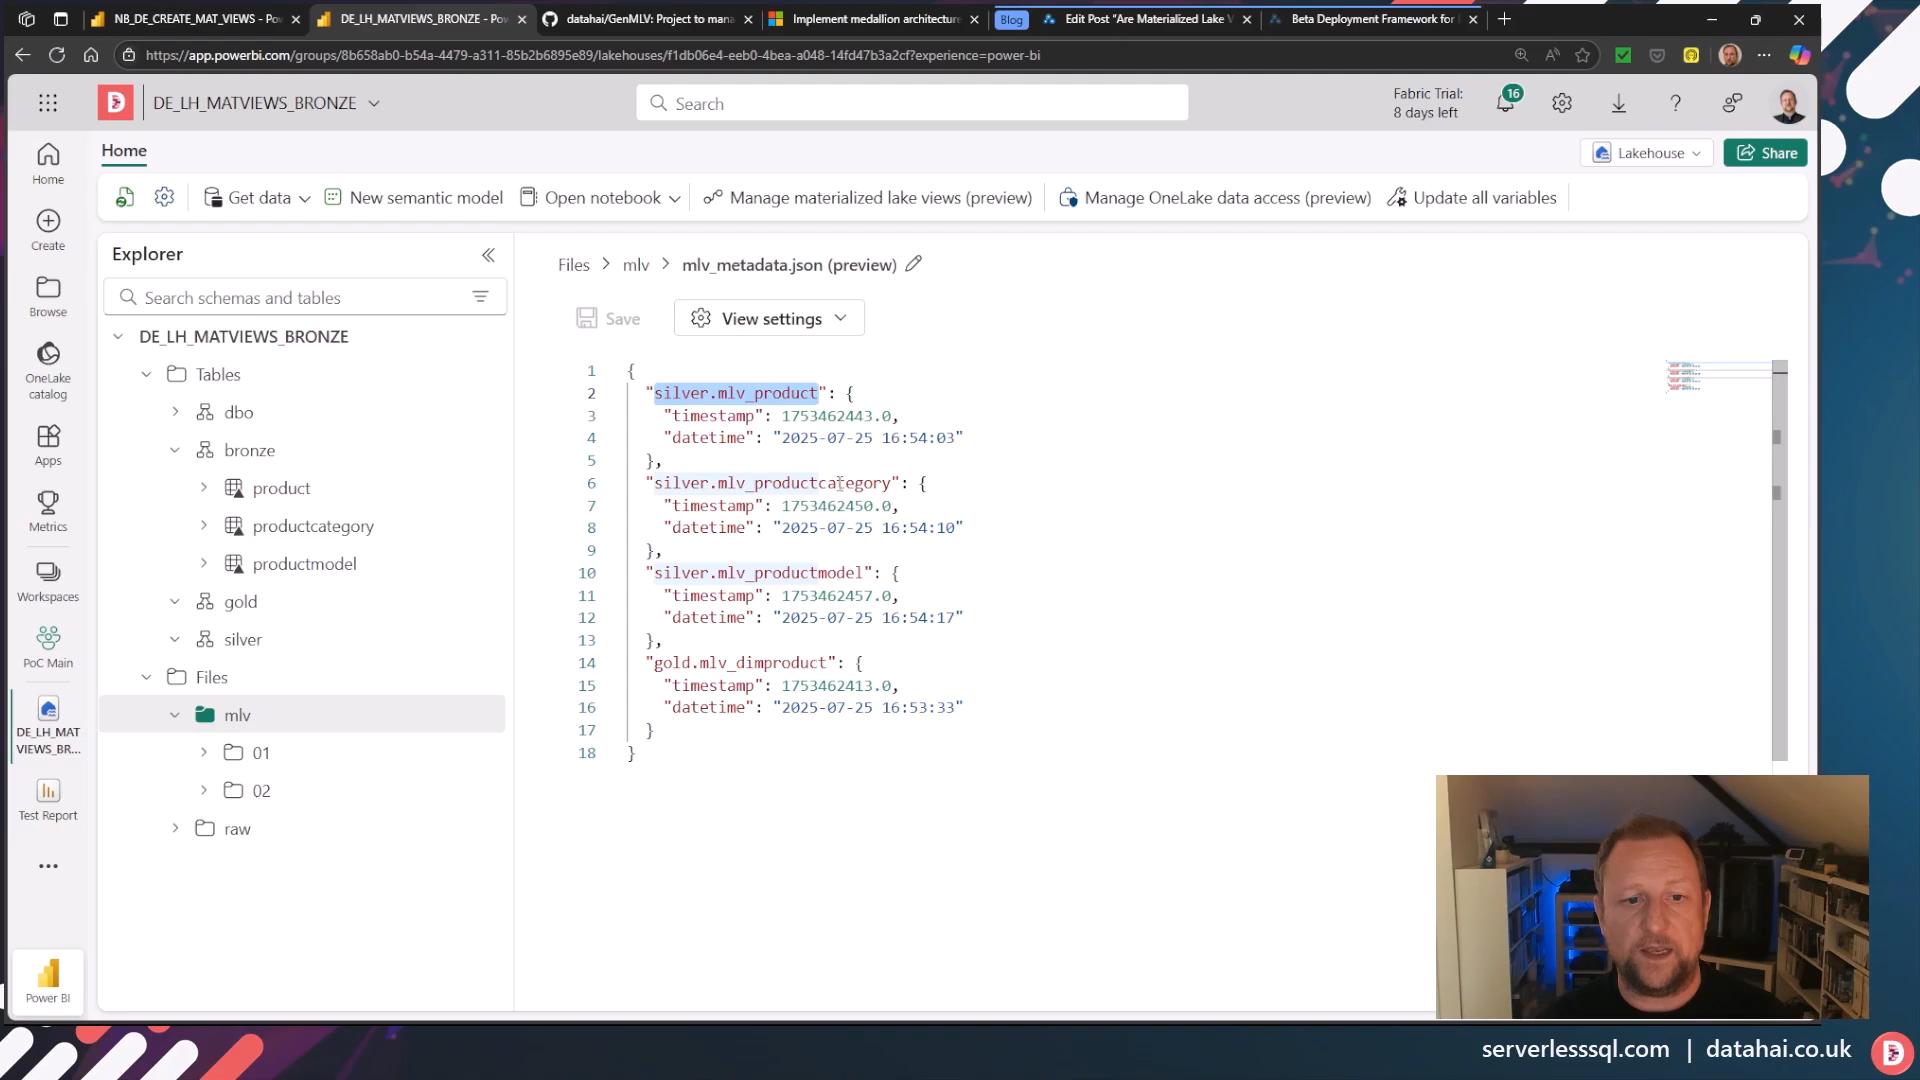 NB_DE_CREATE_MAT_VIEWS - Pov
DE_LH_MATVIEWS_BRONZE - Pov
datahai/GenMLV: Project to mana
Implement medallion architecture
Blog
Edit Post "Are Materialized Lake V
Beta Deployment Framework for
https://app.powerbi.com/groups/8b658ab0-b54a-4479-a311-85b2b6895e89/lakehouses/f1db06e4-eeb0-4bea-a048-14fd47b3a2cf?experience=power-bi
DE_LH_MATVIEWS_BRONZE
Search
Fabric Trial:
8 days left
16
Home
Lakehouse
Share
Get data
New semantic model
Open notebook
Manage materialized lake views (preview)
Manage OneLake data access (preview)
Update all variables
Home
Create
Browse
OneLake
catalog
Apps
Metrics
Workspaces
PoC Main
DE_LH_MAT
VIEWS_BR...
Test Report
Power BI
Explorer
Search schemas and tables
DE_LH_MATVIEWS_BRONZE
Tables
dbo
bronze
product
productcategory
productmodel
gold
silver
Files
mlv
01
02
raw
Files > mlv > mlv_metadata.json (preview)
Save
View settings
1 {
2 "silver.mlv_product": {
3 "timestamp": 1753462443.0,
4 "datetime": "2025-07-25 16:54:03"
5 },
6 "silver.mlv_productcategory": {
7 "timestamp": 1753462450.0,
8 "datetime": "2025-07-25 16:54:10"
9 },
10 "silver.mlv_productmodel": {
11 "timestamp": 1753462457.0,
12 "datetime": "2025-07-25 16:54:17"
13 },
14 "gold.mlv_dimproduct": {
15 "timestamp": 1753462413.0,
16 "datetime": "2025-07-25 16:53:33"
17 }
18 }
serverlesssql.com | datahai.co.uk